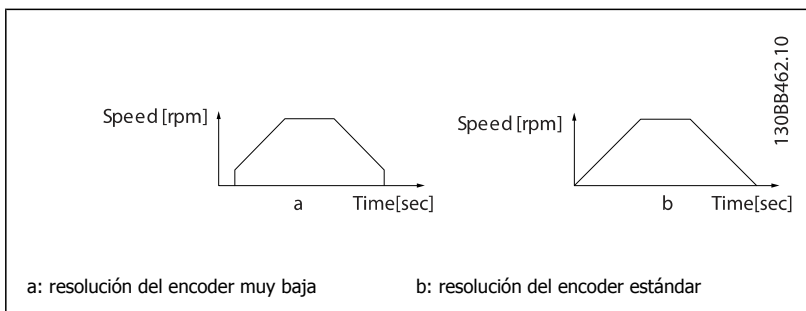 130BB462.10
Speed [rpm]
a
Time[sec]
Speed [rpm]
b
Time[sec]
a: resolución del encoder muy baja
b: resolución del encoder estándar